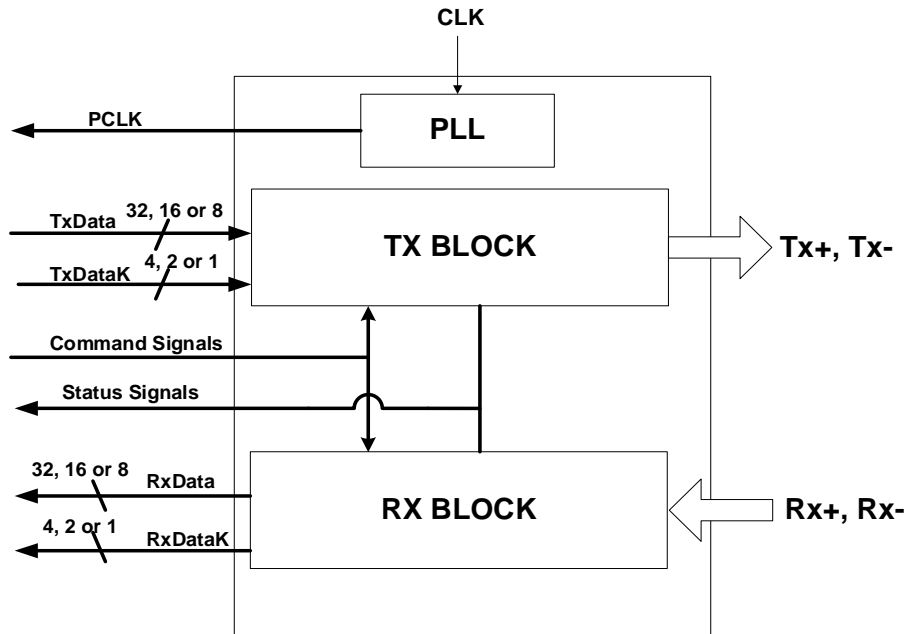 CLK
PCLK
PLL
TxData
32, 16 or 8
TX BLOCK
Tx+, Tx-
TxDataK
4, 2 or 1
Command Signals
Status Signals
32, 16 or 8
RxData
RX BLOCK
Rx+, Rx-
4, 2 or 1
RxDataK